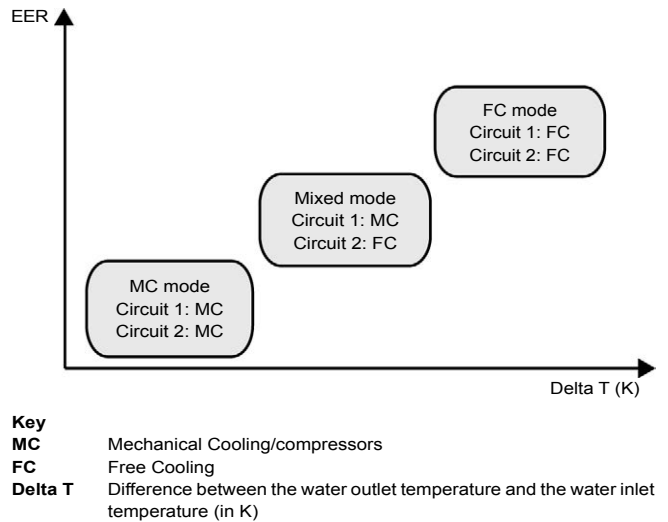 EER
FC mode
Circuit 1: FC
Circuit 2: FC
Mixed mode
Circuit 1: MC
Circuit 2: FC
MC mode
Circuit 1: MC
Circuit 2: MC
Delta T (K)
Key
MC Mechanical Cooling/compressors
FC Free Cooling
Delta T Difference between the water outlet temperature and the water inlet
temperature (in K)